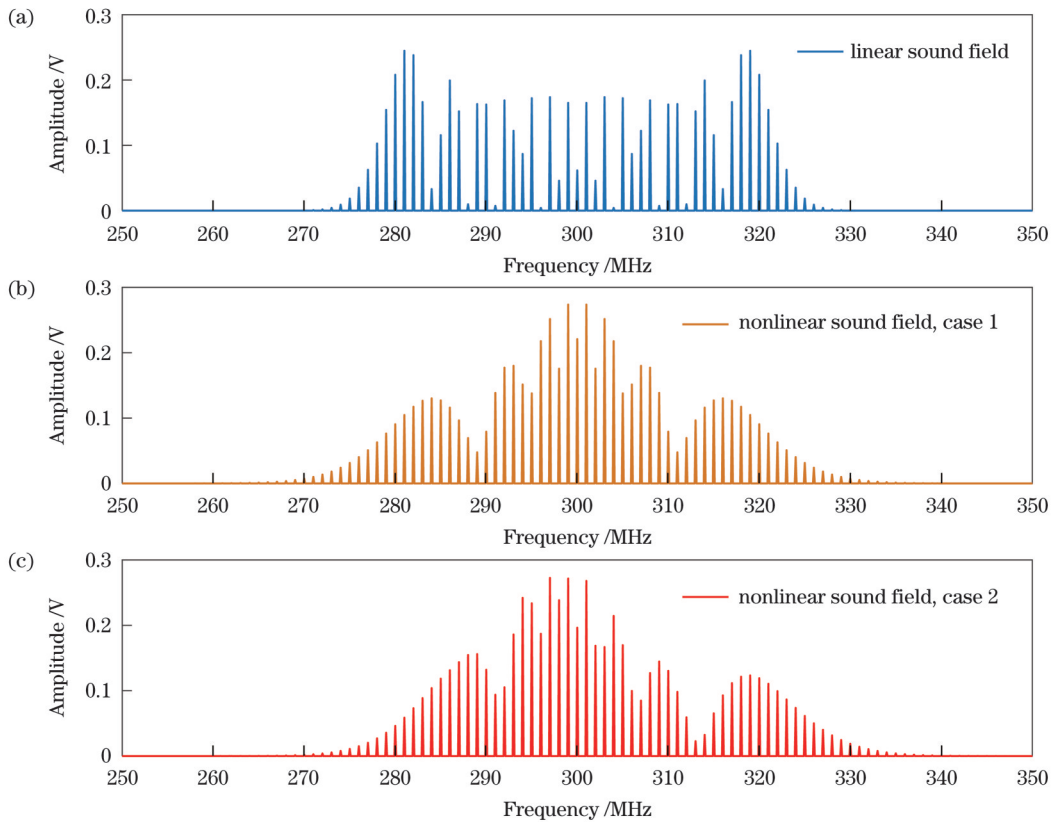 (a)
0.3
0.2
0.1
0
Amplitude /V
linear sound field
250 260 270 280 290 300 310 320 330 340 350
Frequency /MHz
(b)
0.3
0.2
0.1
0
Amplitude /V
nonlinear sound field, case 1
250 260 270 280 290 300 310 320 330 340 350
Frequency /MHz
(c)
0.3
0.2
0.1
0
Amplitude /V
nonlinear sound field, case 2
250 260 270 280 290 300 310 320 330 340 350
Frequency /MHz